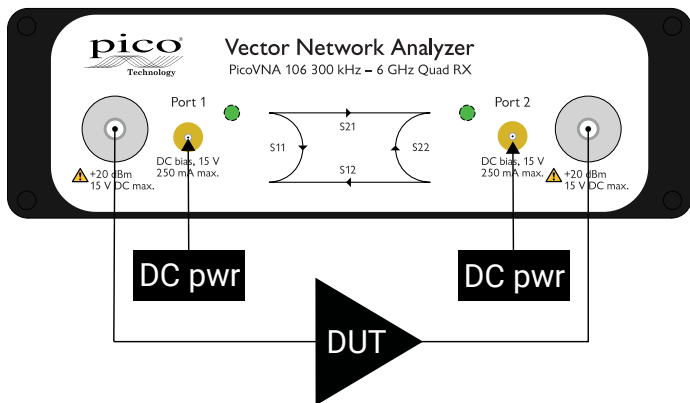 pico
Technology
Vector Network Analyzer
PicoVNA 106 300 kHz – 6 GHz Quad RX
Port 1
Port 2
S21
S11
S22
S12
+20 dBm
15 V DC max.
DC bias, 15 V
250 mA max.
DC bias, 15 V
250 mA max.
+20 dBm
15 V DC max.
DC pwr
DC pwr
DUT